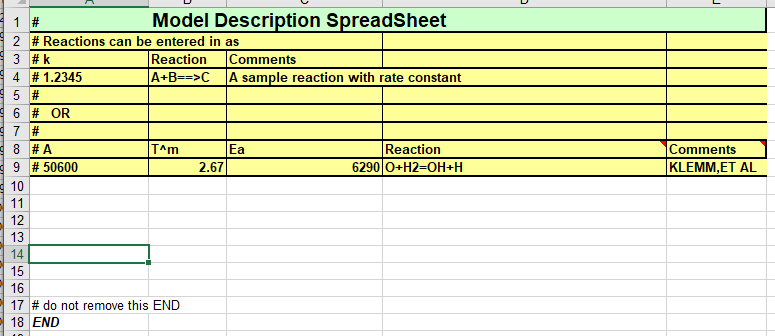 A B C D E
1 # Model Description SpreadSheet
2 # Reactions can be entered in as
3 # k Reaction Comments
4 # 1.2345 A+B==>C A sample reaction with rate constant
5 #
6 # OR
7 #
8 # A T^m Ea Reaction Comments
9 # 50600 2.67 6290 O+H2=OH+H KLEMM,ET AL
10
11
12
13
14
15
16
17 # do not remove this END
18 END